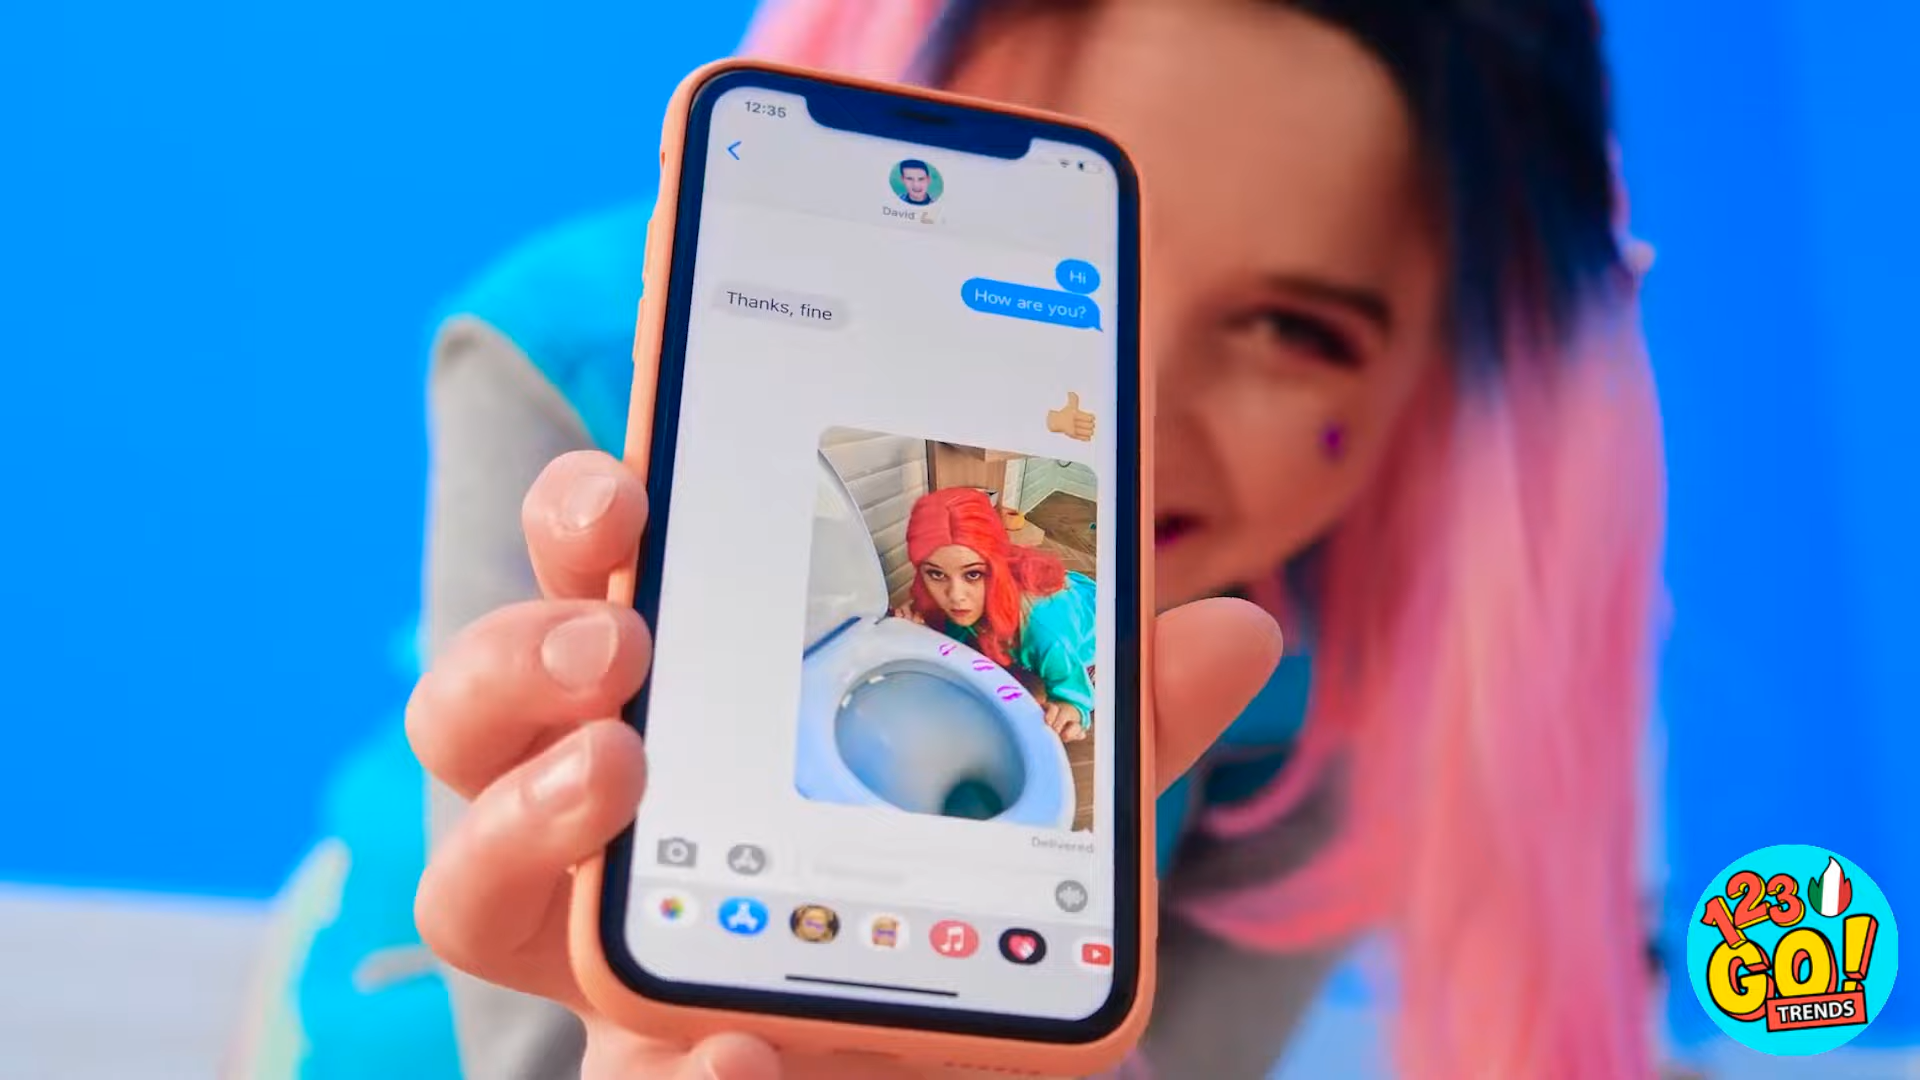 12:35
David
Hi
How are you?
Thanks, fine
Delivered
123
GO!
TRENDS